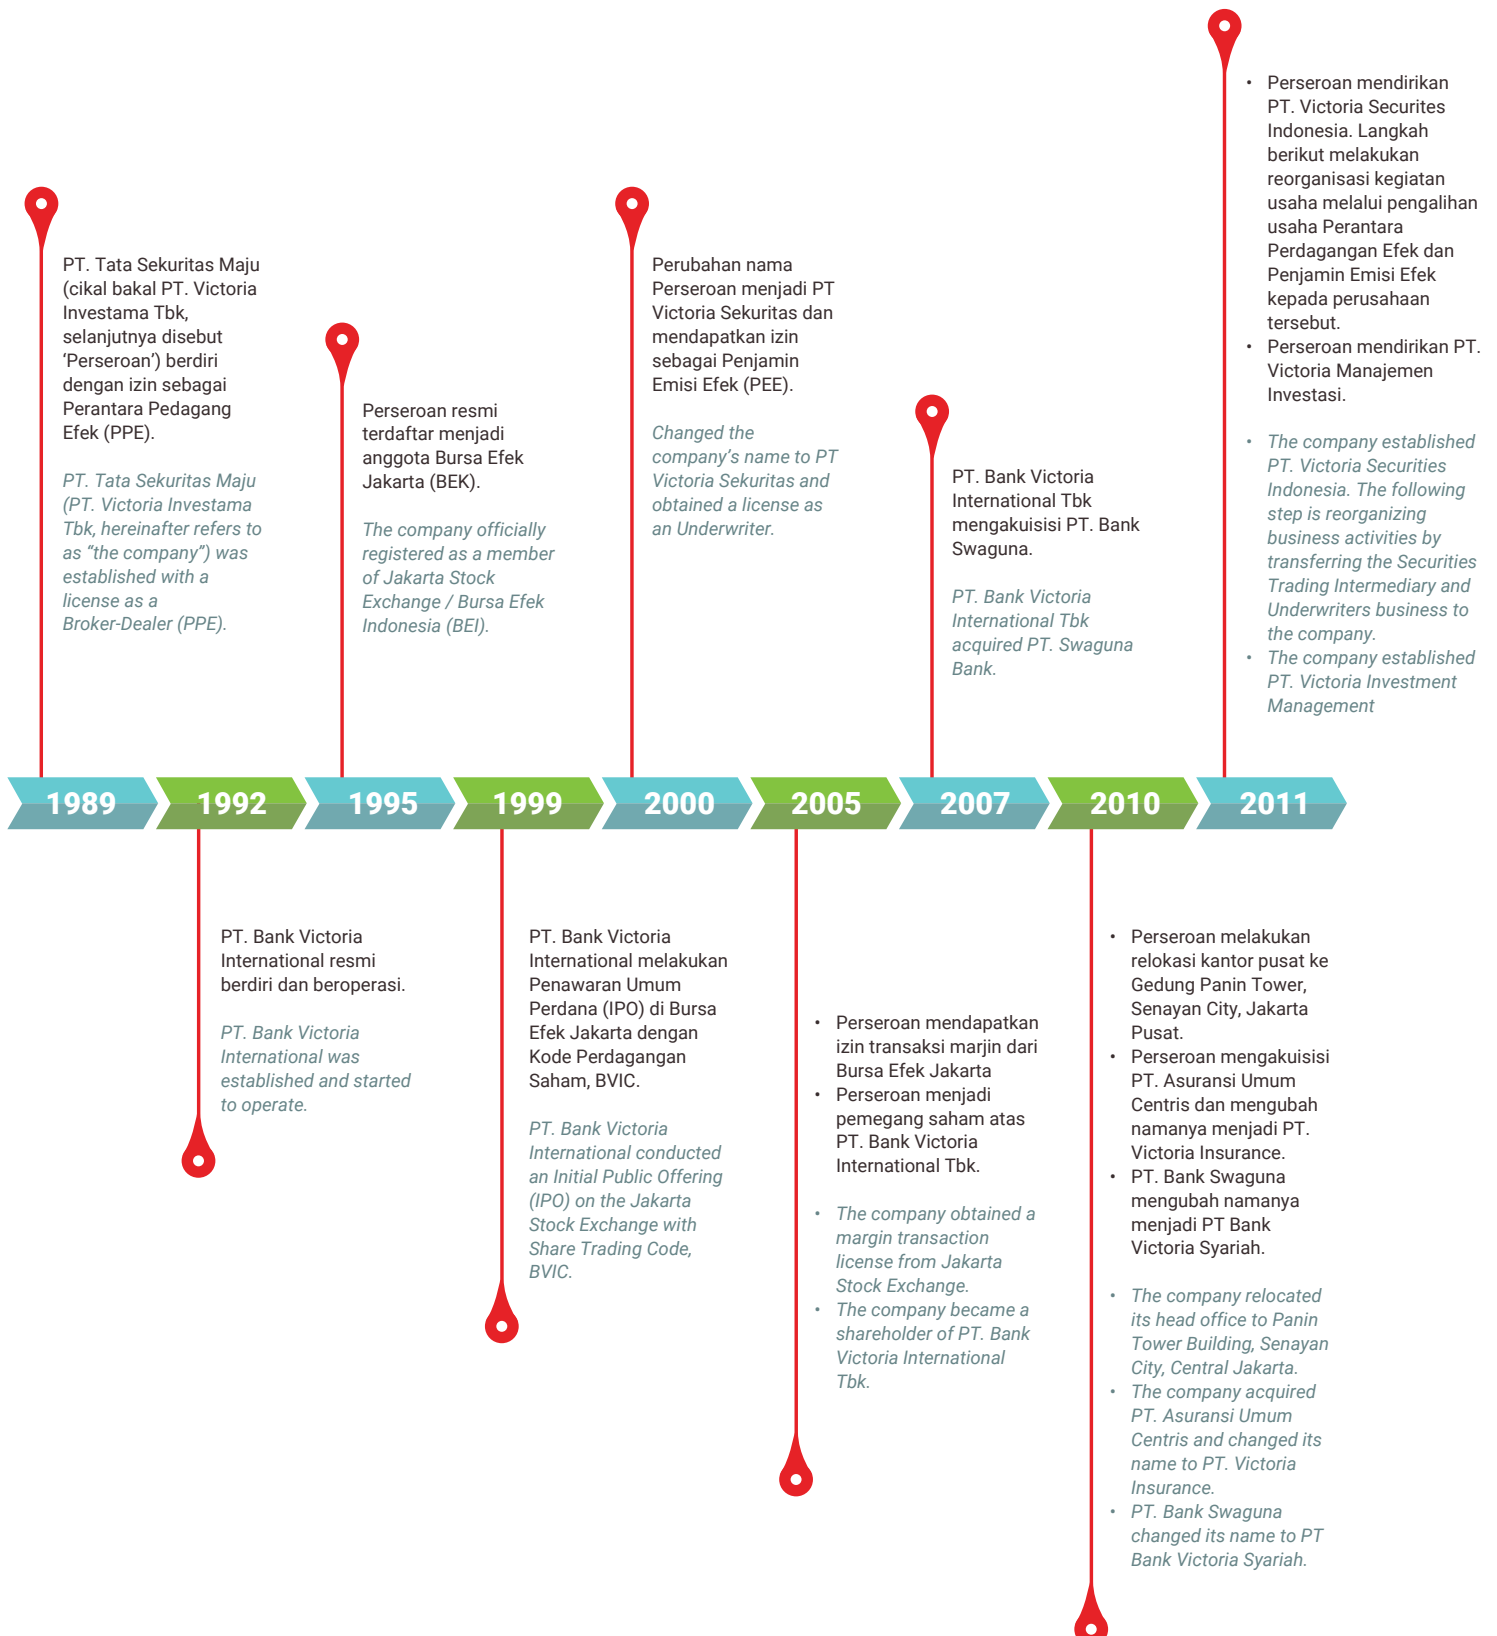 PT. Tata Sekuritas Maju
(cikal bakal PT. Victoria
Investama Tbk,
selanjutnya disebut
‘Perseroan’) berdiri
dengan izin sebagai
Perantara Pedagang
Efek (PPE).
PT. Tata Sekuritas Maju
(PT. Victoria Investama
Tbk, hereinafter refers to
as “the company”) was
established with a
license as a
Broker-Dealer (PPE).
Perseroan resmi
terdaftar menjadi
anggota Bursa Efek
Jakarta (BEK).
The company officially
registered as a member
of Jakarta Stock
Exchange / Bursa Efek
Indonesia (BEI).
Perubahan nama
Perseroan menjadi PT
Victoria Sekuritas dan
mendapatkan izin
sebagai Penjamin
Emisi Efek (PEE).
Changed the
company’s name to PT
Victoria Sekuritas and
obtained a license as
an Underwriter.
PT. Bank Victoria
International Tbk
mengakuisisi PT. Bank
Swaguna.
PT. Bank Victoria
International Tbk
acquired PT. Swaguna
Bank.
• Perseroan mendirikan
PT. Victoria Securites
Indonesia. Langkah
berikut melakukan
reorganisasi kegiatan
usaha melalui pengalihan
usaha Perantara
Perdagangan Efek dan
Penjamin Emisi Efek
kepada perusahaan
tersebut.
• Perseroan mendirikan PT.
Victoria Manajemen
Investasi.
• The company established
PT. Victoria Securities
Indonesia. The following
step is reorganizing
business activities by
transferring the Securities
Trading Intermediary and
Underwriters business to
the company.
• The company established
PT. Victoria Investment
Management
1989 1992 1995 1999 2000 2005 2007 2010 2011
PT. Bank Victoria
International resmi
berdiri dan beroperasi.
PT. Bank Victoria
International was
established and started
to operate.
PT. Bank Victoria
International melakukan
Penawaran Umum
Perdana (IPO) di Bursa
Efek Jakarta dengan
Kode Perdagangan
Saham, BVIC.
PT. Bank Victoria
International conducted
an Initial Public Offering
(IPO) on the Jakarta
Stock Exchange with
Share Trading Code,
BVIC.
• Perseroan mendapatkan
izin transaksi marjin dari
Bursa Efek Jakarta
• Perseroan menjadi
pemegang saham atas
PT. Bank Victoria
International Tbk.
• The company obtained a
margin transaction
license from Jakarta
Stock Exchange.
• The company became a
shareholder of PT. Bank
Victoria International
Tbk.
• Perseroan melakukan
relokasi kantor pusat ke
Gedung Panin Tower,
Senayan City, Jakarta
Pusat.
• Perseroan mengakuisisi
PT. Asuransi Umum
Centris dan mengubah
namanya menjadi PT.
Victoria Insurance.
• PT. Bank Swaguna
mengubah namanya
menjadi PT Bank
Victoria Syariah.
• The company relocated
its head office to Panin
Tower Building, Senayan
City, Central Jakarta.
• The company acquired
PT. Asuransi Umum
Centris and changed its
name to PT. Victoria
Insurance.
• PT. Bank Swaguna
changed its name to PT
Bank Victoria Syariah.